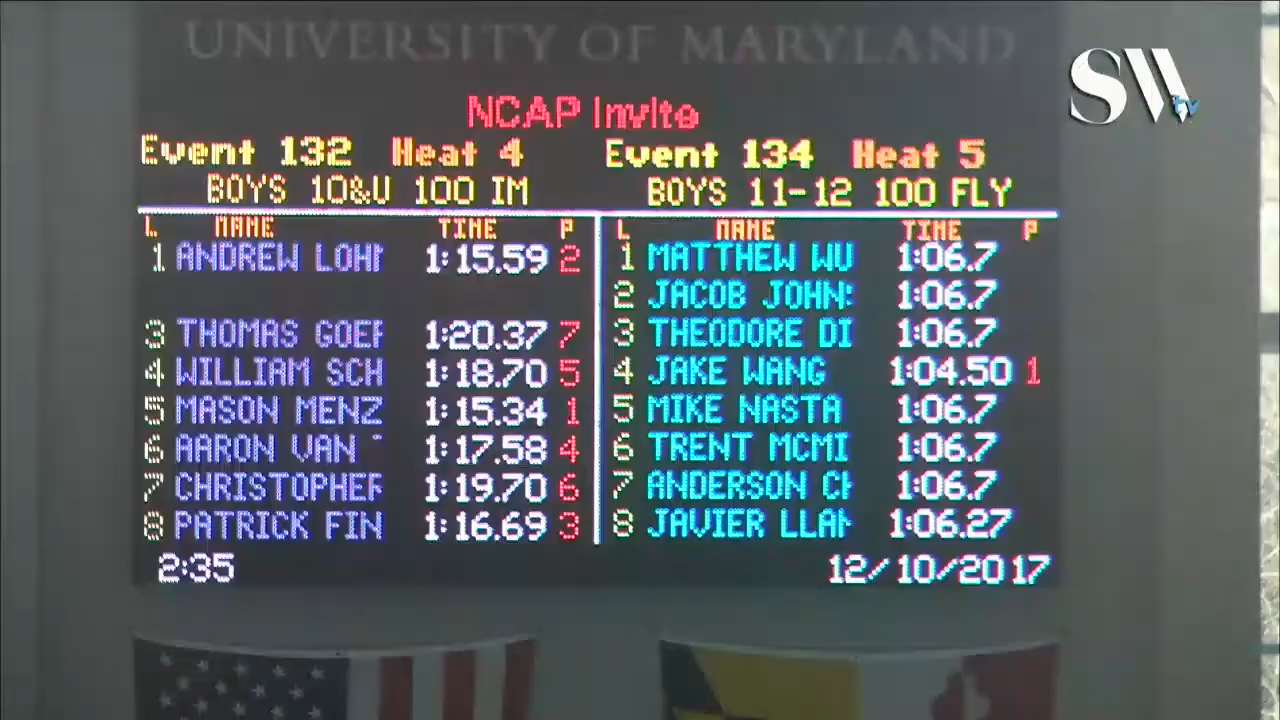 UNIVERSITY OF MARYLAND
SW tv
NCAP Invite
Event 132 Heat 4
BOYS 10&U 100 IM
L NAME TIME P
1 ANDREW 1:15.59 2
3 THOMAS 1:20.37 7
4 WILLIAM SCH 1:18.70 5
5 MASON MENZ 1:15.34 1
6 AARON VAN 1:17.58 4
7 CHRISTOPHER 1:19.70 6
8 PATRICK FIN 1:16.69 3
2:35
Event 134 Heat 5
BOYS 11-12 100 FLY
L NAME TIME P
1 MATTHEW WU 1:06.7
2 JACOB JOHNS 1:06.7
3 THEODORE DI 1:06.7
4 JAKE WANG 1:04.50 1
5 MIKE NASTA 1:06.7
6 TRENT MCMI 1:06.7
7 ANDERSON 1:06.7
8 JAVIER 1:06.27
12/10/2017